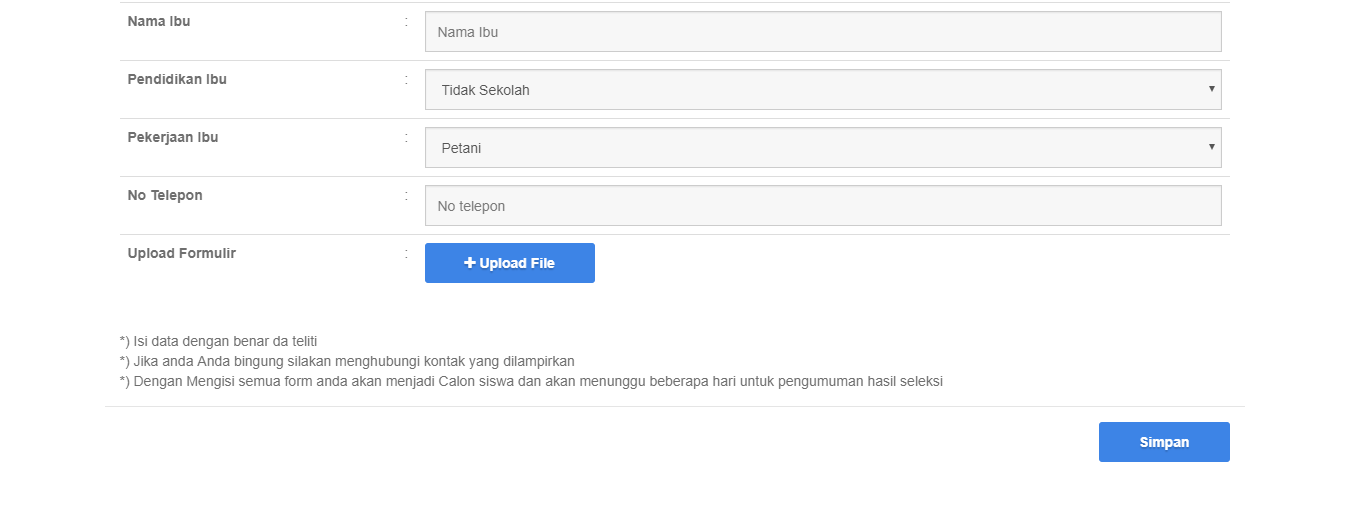 Nama Ibu : Nama Ibu
Pendidikan Ibu : Tidak Sekolah
Pekerjaan Ibu : Petani
No Telepon : No telepon
Upload Formulir : Upload File
*) Isi data dengan benar da teliti
*) Jika anda Anda bingung silakan menghubungi kontak yang dilampirkan
*) Dengan Mengisi semua form anda akan menjadi Calon siswa dan akan menunggu beberapa hari untuk pengumuman hasil seleksi
Simpan